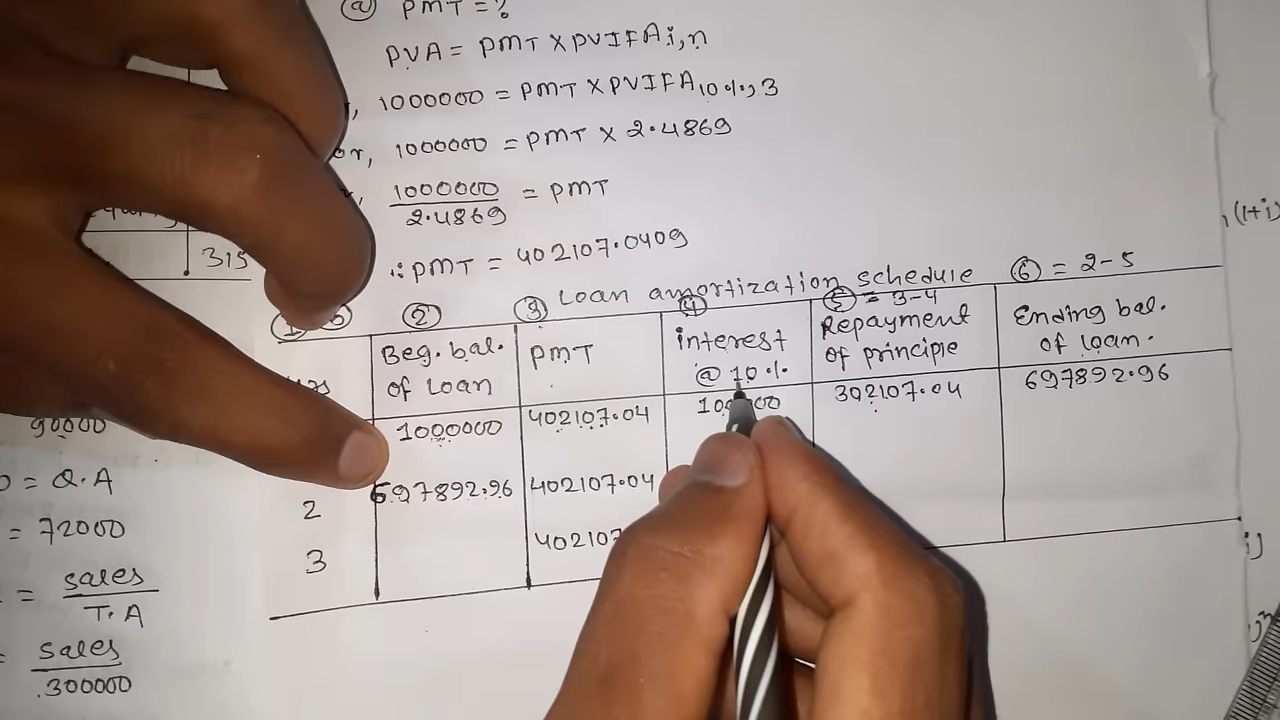 @ PMT = ?
PVA = PMT X PVIFA i,n
1000000 = PMT X PVIFA 10%, 3
or, 1000000 = PMT X 2.4869
1000000 / 2.4869 = PMT
∴ PMT = 402107.0409
315
, (1+i)
Loan amortization schedule
② ③ ④ ⑤ = 3-4 ⑥ = 2-5
Beg. bal. of Loan PMT interest @ 10% Repayment of principle Ending bal. of loan.
1000000 402107.04 302107.04 697892.96
2 697892.96 402107.04
3
90000
= Q.A
= 72000
= sales / T.A
= sales / .300000